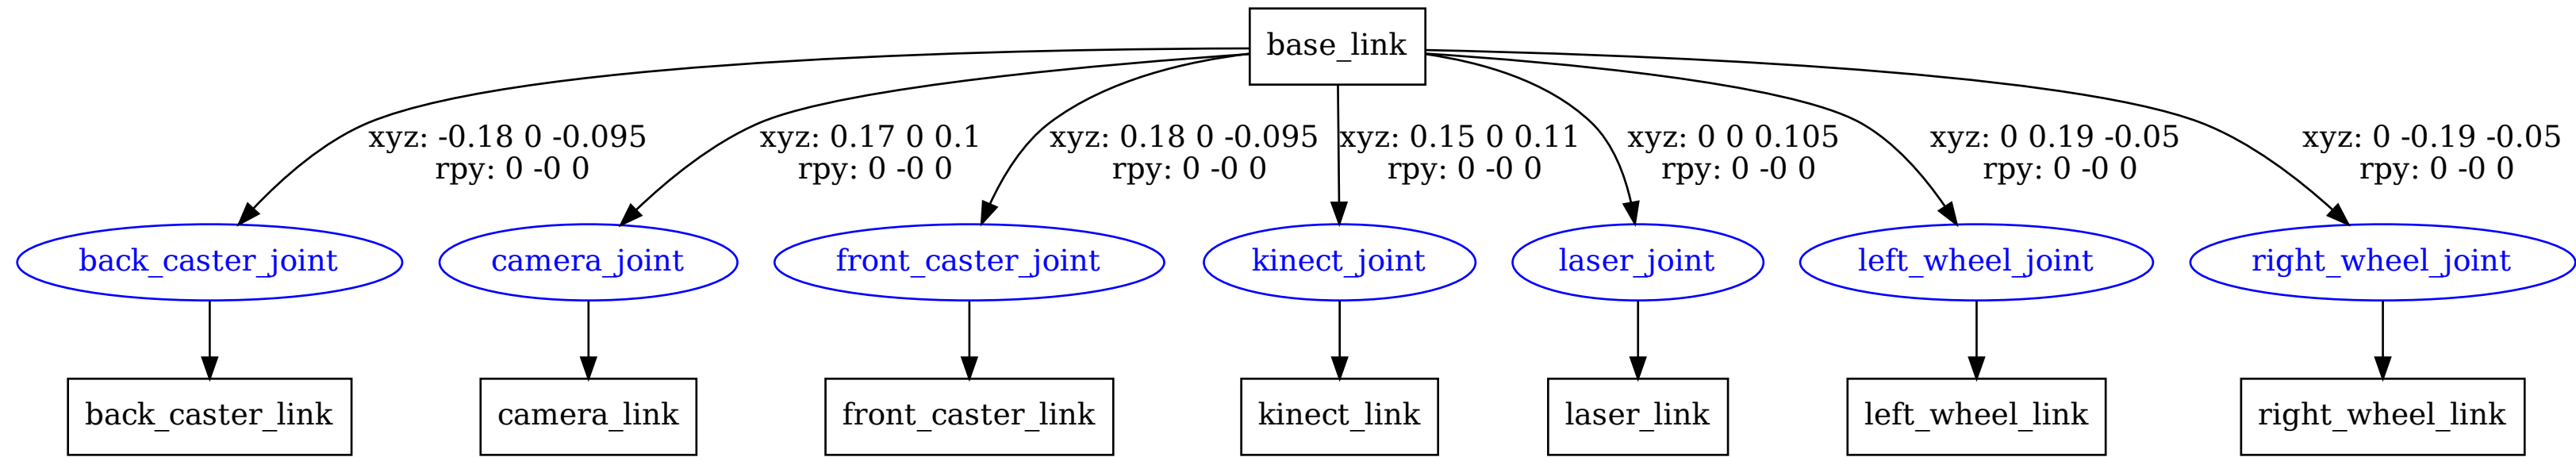 base_link
xyz: -0.18 0 -0.095
rpy: 0 -0 0
xyz: 0.17 0 0.1
rpy: 0 -0 0
xyz: 0.18 0 -0.095
rpy: 0 -0 0
xyz: 0.15 0 0.11
rpy: 0 -0 0
xyz: 0 0 0.105
rpy: 0 -0 0
xyz: 0 0.19 -0.05
rpy: 0 -0 0
xyz: 0 -0.19 -0.05
rpy: 0 -0 0
back_caster_joint
camera_joint
front_caster_joint
kinect_joint
laser_joint
left_wheel_joint
right_wheel_joint
back_caster_link
camera_link
front_caster_link
kinect_link
laser_link
left_wheel_link
right_wheel_link